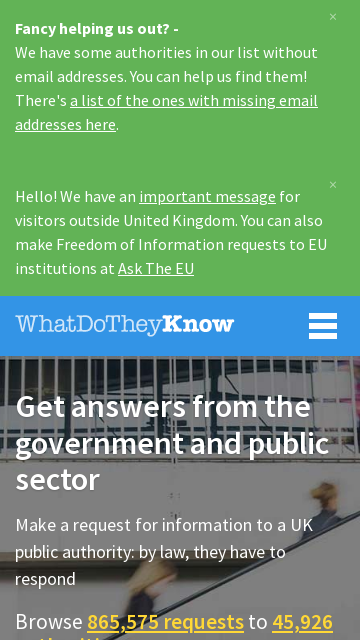 ×
Fancy helping us out? -
We have some authorities in our list without
email addresses. You can help us find them!
There's a list of the ones with missing email
addresses here.
×
Hello! We have an important message for
visitors outside United Kingdom. You can also
make Freedom of Information requests to EU
institutions at Ask The EU
WhatDoTheyKnow
Get answers from the
government and public
sector
Make a request for information to a UK
public authority: by law, they have to
respond
Browse 865,575 requests to 45,926